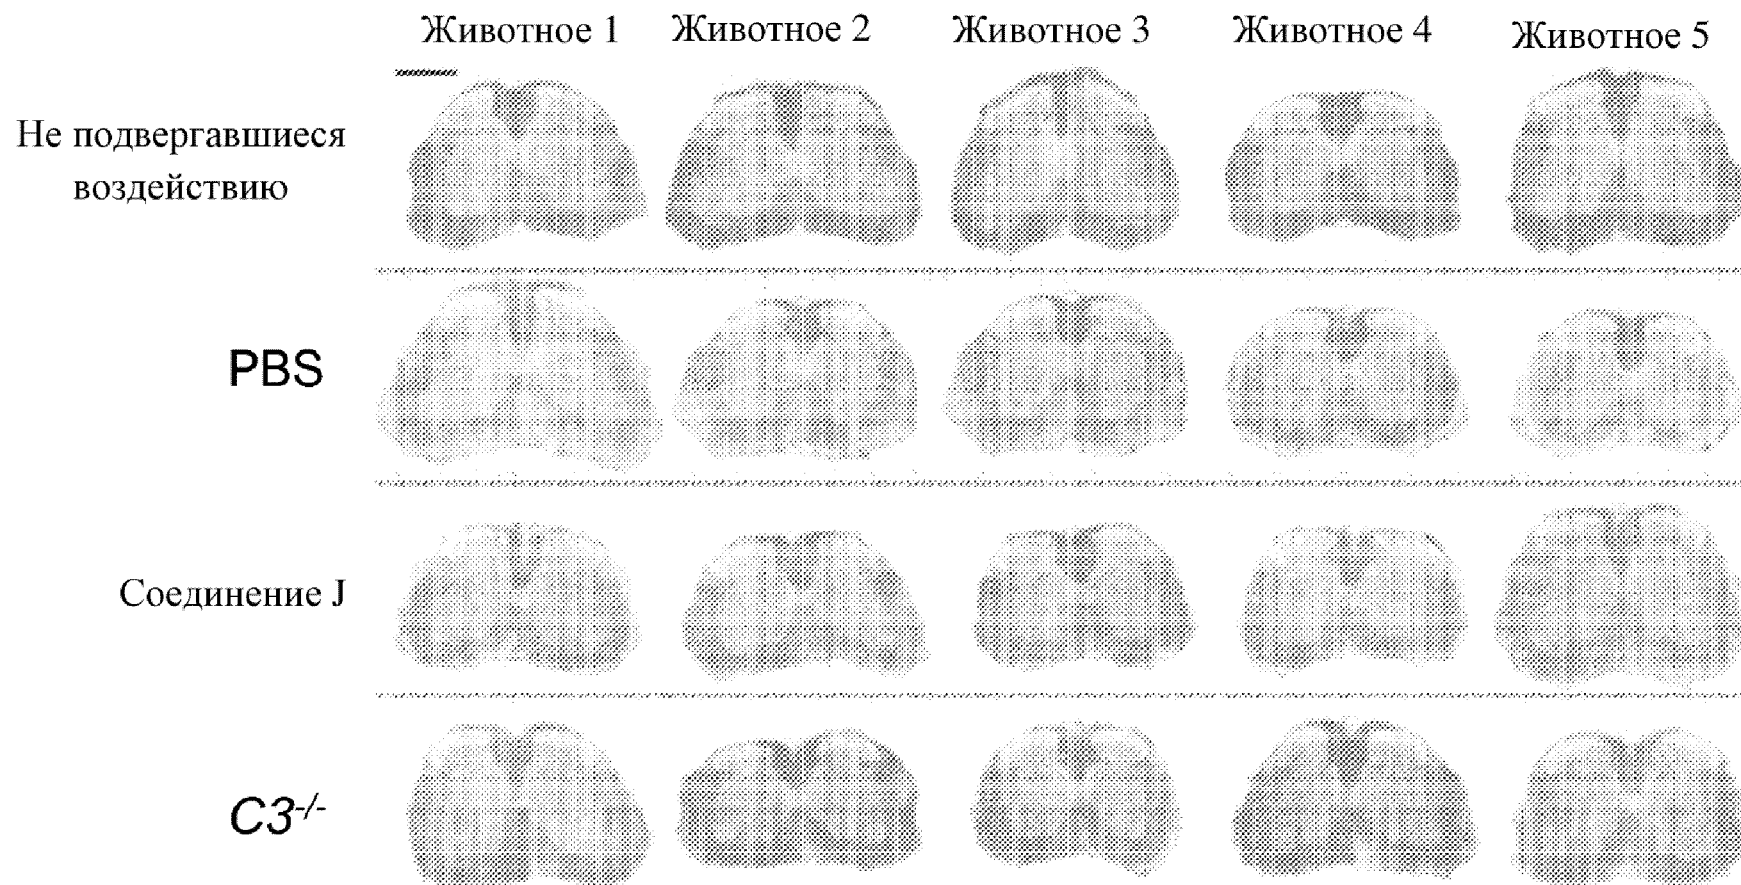 Животное 1 Животное 2 Животное 3 Животное 4 Животное 5
Не подвергавшиеся
воздействию
PBS
Соединение J
C3-/-